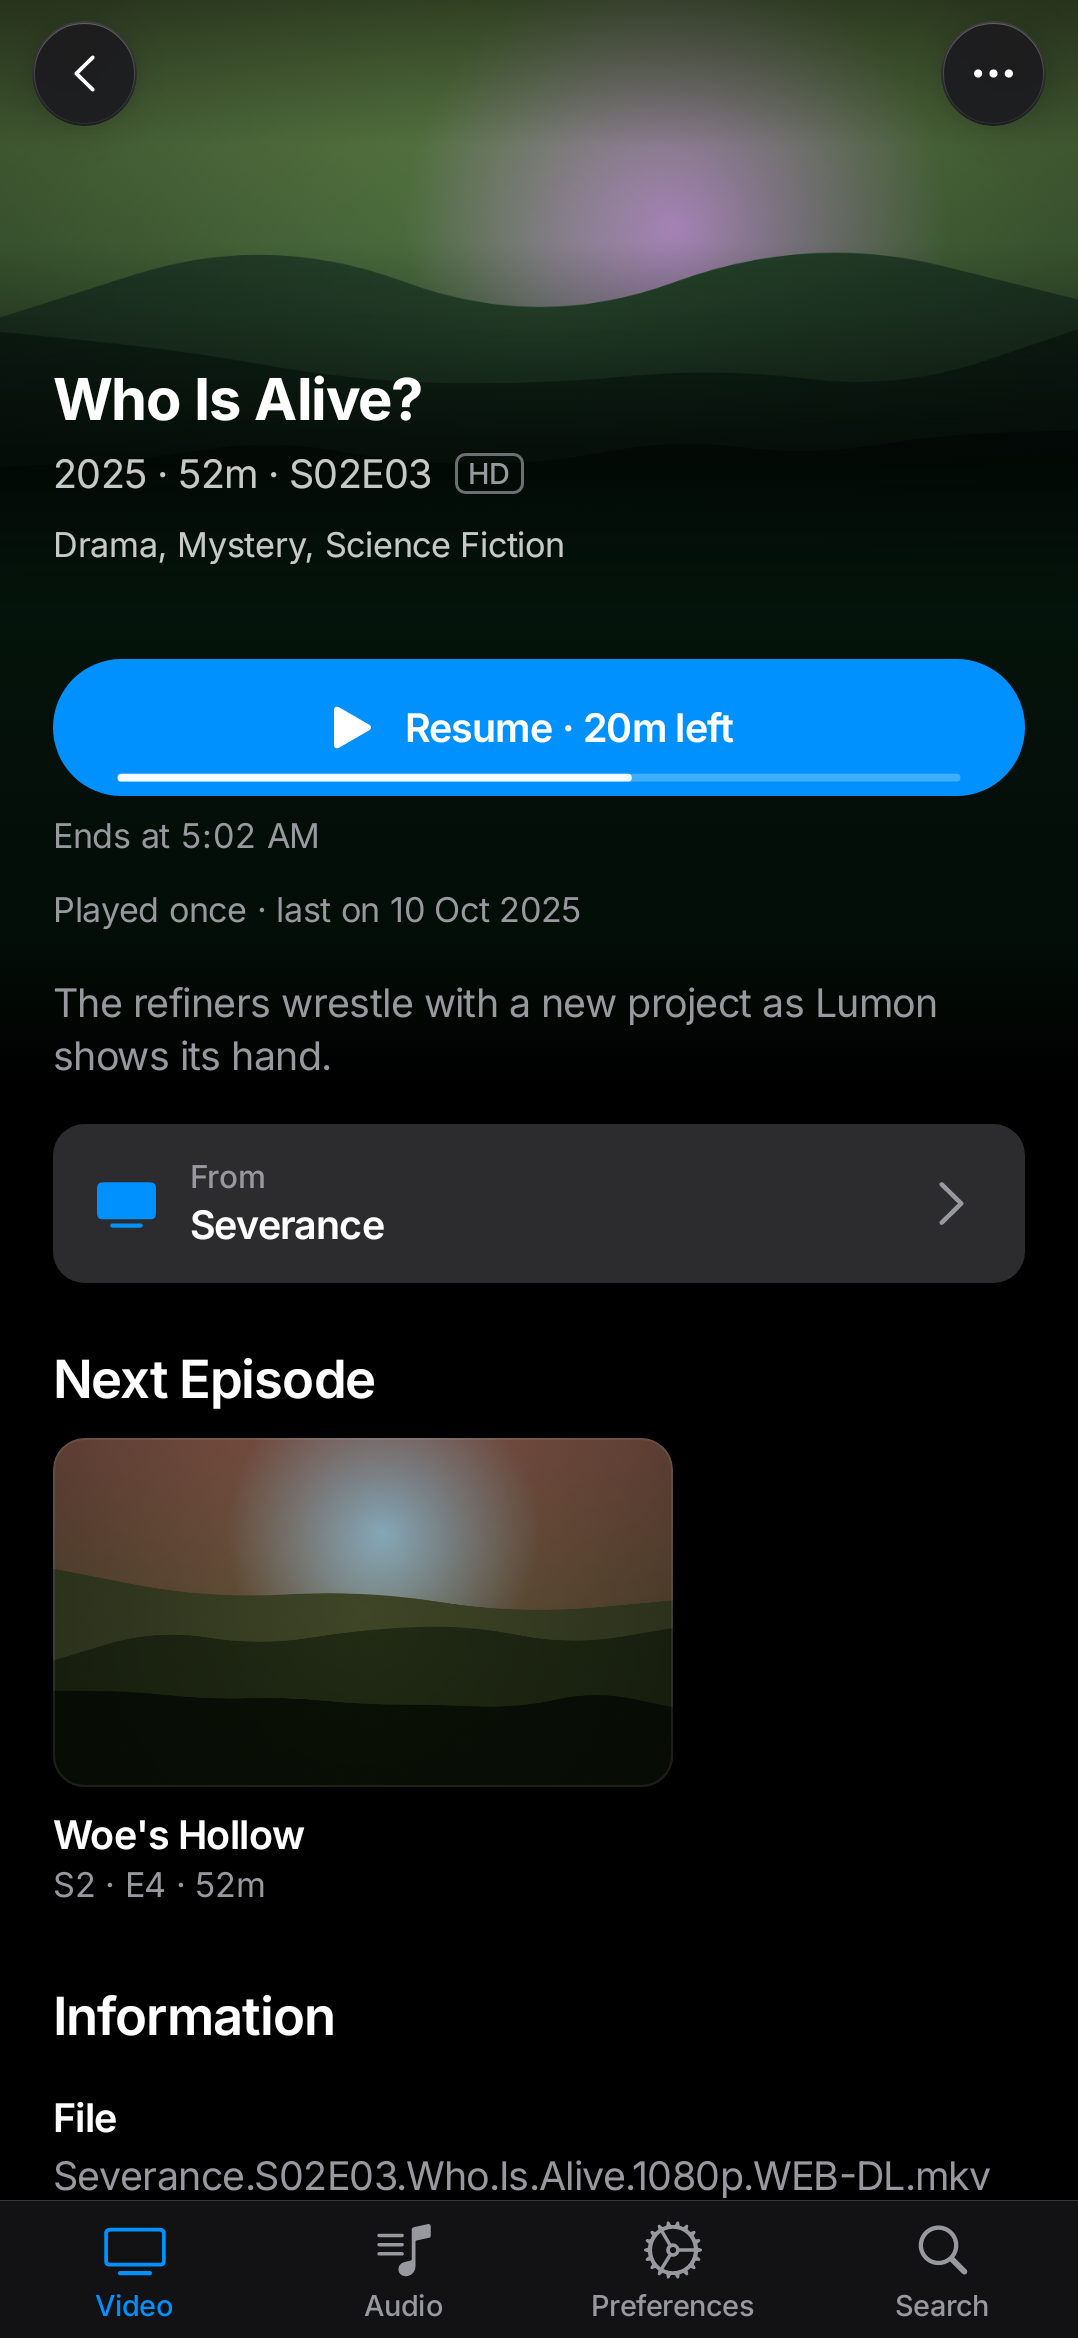 Who Is Alive?
2025 · 52m · S02E03 HD
Drama, Mystery, Science Fiction
Resume · 20m left
Ends at 5:02 AM
Played once · last on 10 Oct 2025
The refiners wrestle with a new project as Lumon
shows its hand.
From
Severance
Next Episode
Woe's Hollow
S2 · E4 · 52m
Information
File
Severance.S02E03.Who.Is.Alive.1080p.WEB-DL.mkv
Video
Audio
Preferences
Search